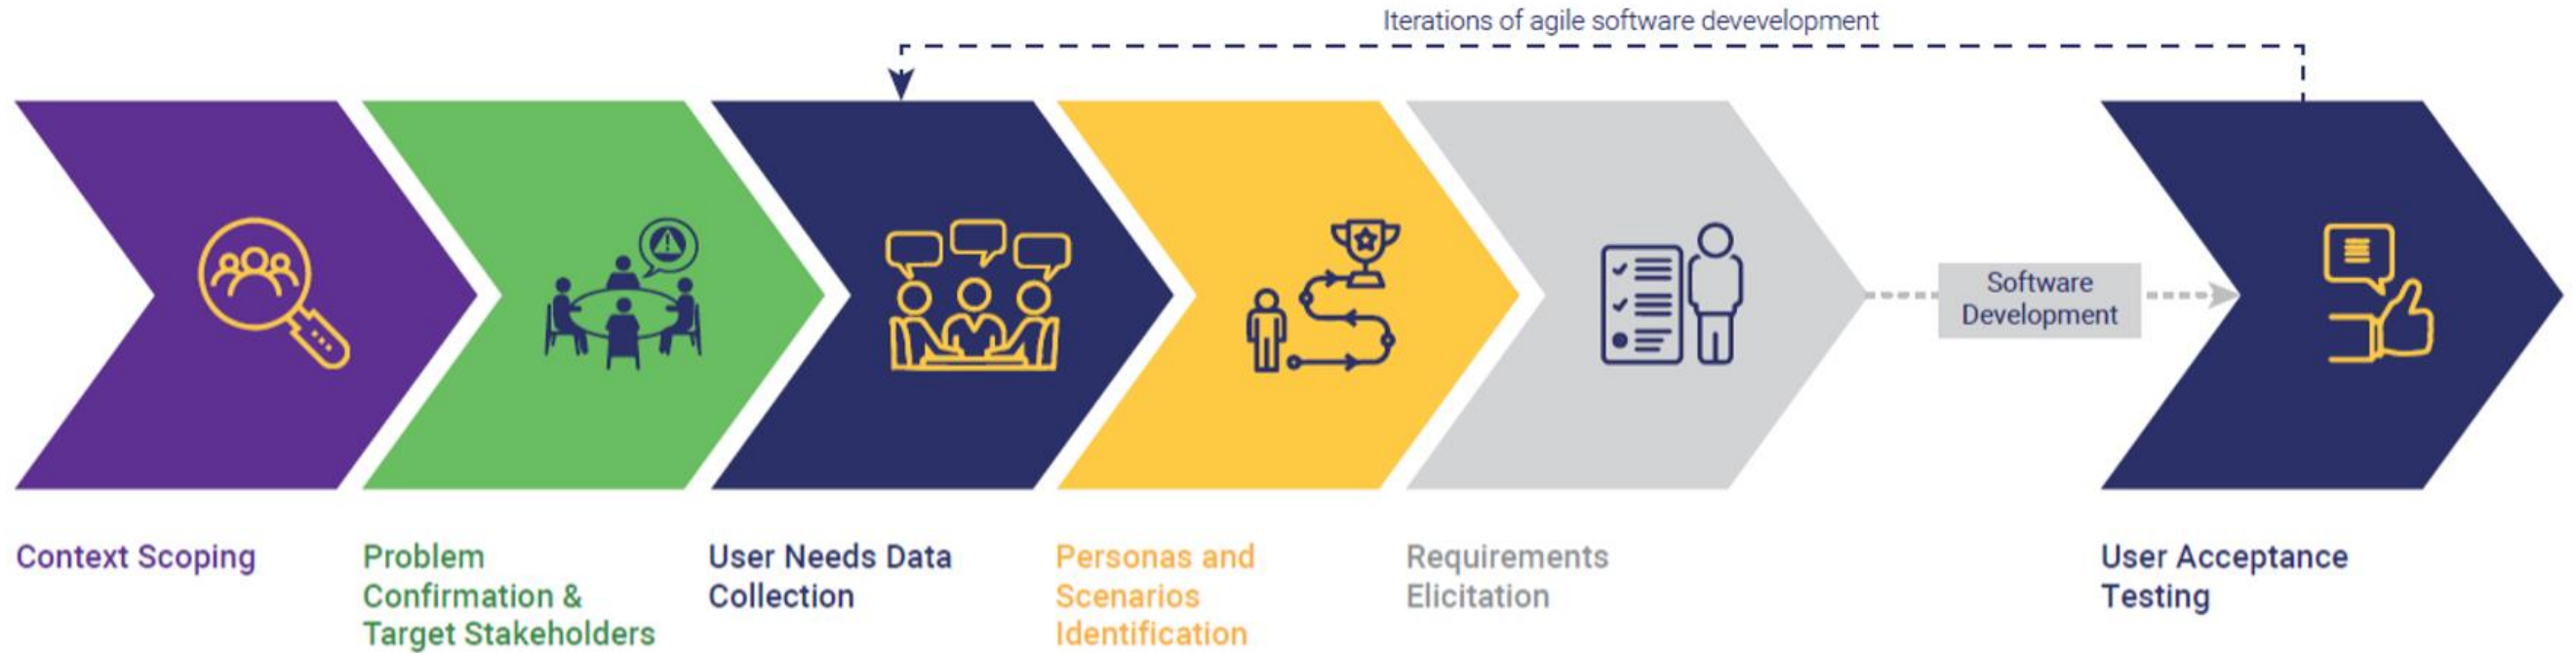 Iterations of agile software devevelopment
Software
Development
Context Scoping
Problem
Confirmation &
Target Stakeholders
User Needs Data
Collection
Personas and
Scenarios
Identification
Requirements
Elicitation
User Acceptance
Testing